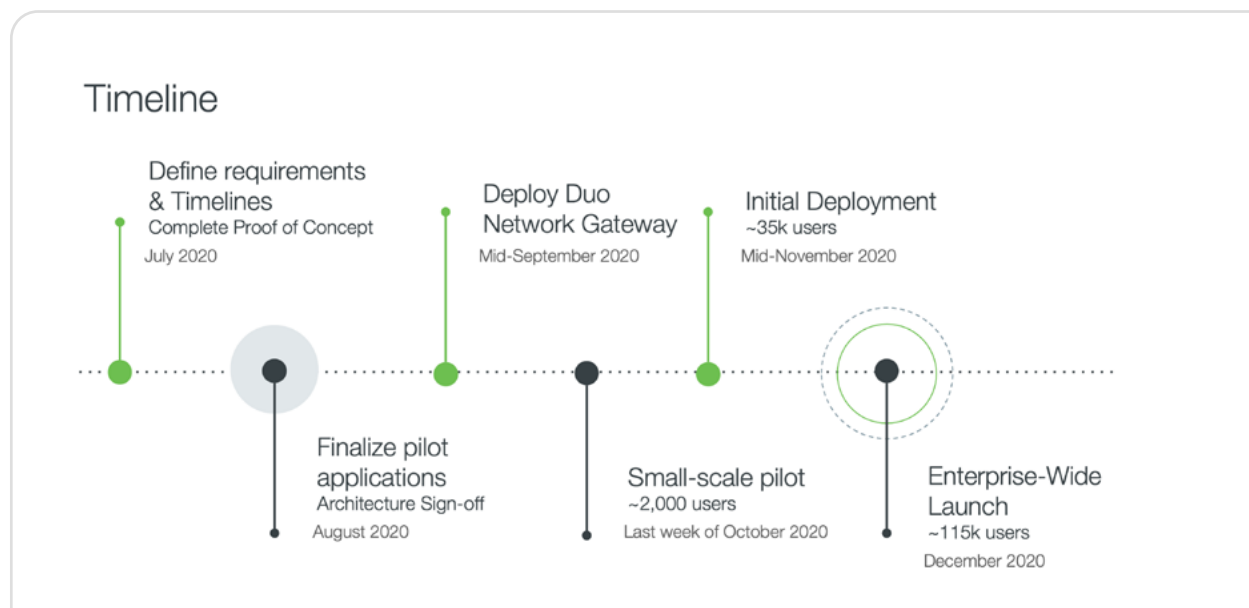 Timeline
Define requirements
& Timelines
Complete Proof of Concept
July 2020
Finalize pilot
applications
Architecture Sign-off
August 2020
Deploy Duo
Network Gateway
Mid-September 2020
Small-scale pilot
~2,000 users
Last week of October 2020
Initial Deployment
~35k users
Mid-November 2020
Enterprise-Wide
Launch
~115k users
December 2020